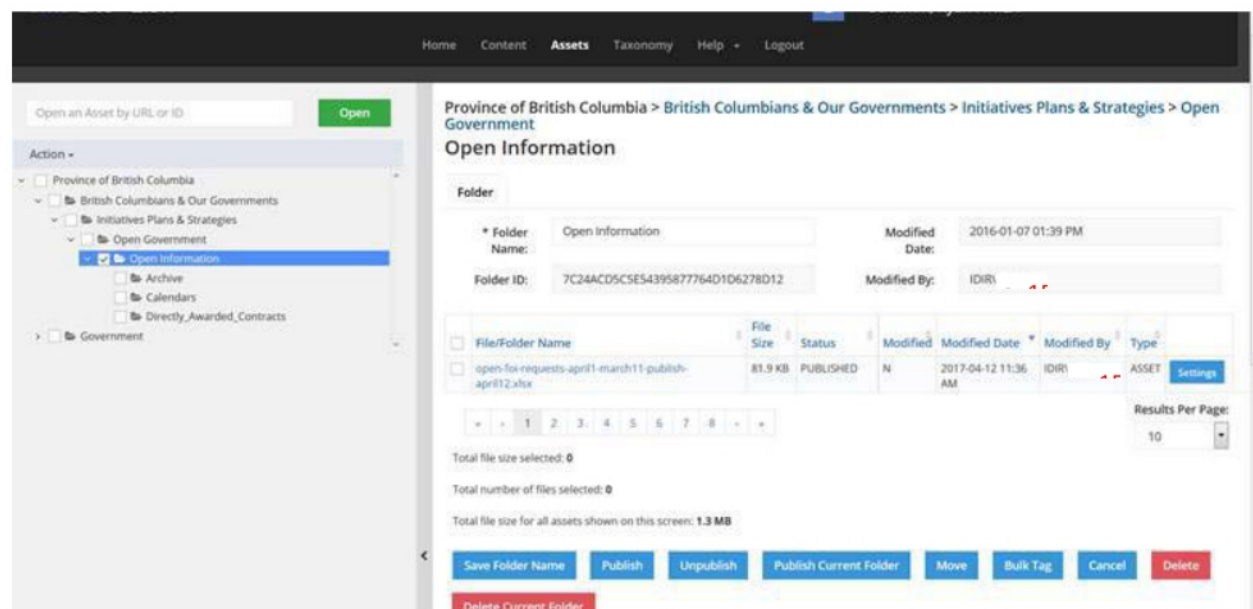 Home Content Assets Taxonomy Help Logout
Open an Asset by URL or ID
Open
Action
Province of British Columbia
British Columbians & Our Governments
Initiatives Plans & Strategies
Open Government
Open Information
Archive
Calendars
Directly_Awarded_Contracts
Government
Province of British Columbia > British Columbians & Our Governments > Initiatives Plans & Strategies > Open
Government
Open Information
Folder
* Folder
Name:
Open Information
Modified
Date:
2016-01-07 01:39 PM
Folder ID:
Modified By:
IDIR\
File/Folder Name
File
Size
Status
Modified
Modified Date
Modified By
Type
open-foi-requests-april1-march11-publish-
april12.xlsx
81.9 KB
PUBLISHED
N
2017-04-12 11:36
AM
IDIR\
ASSET
Settings
« ‹ 1 2 3 4 5 6 7 8 › »
Results Per Page:
10
Total file size selected: 0
Total number of files selected: 0
Total file size for all assets shown on this screen: 1.3 MB
Save Folder Name
Publish
Unpublish
Publish Current Folder
Move
Bulk Tag
Cancel
Delete
Delete Current Folder